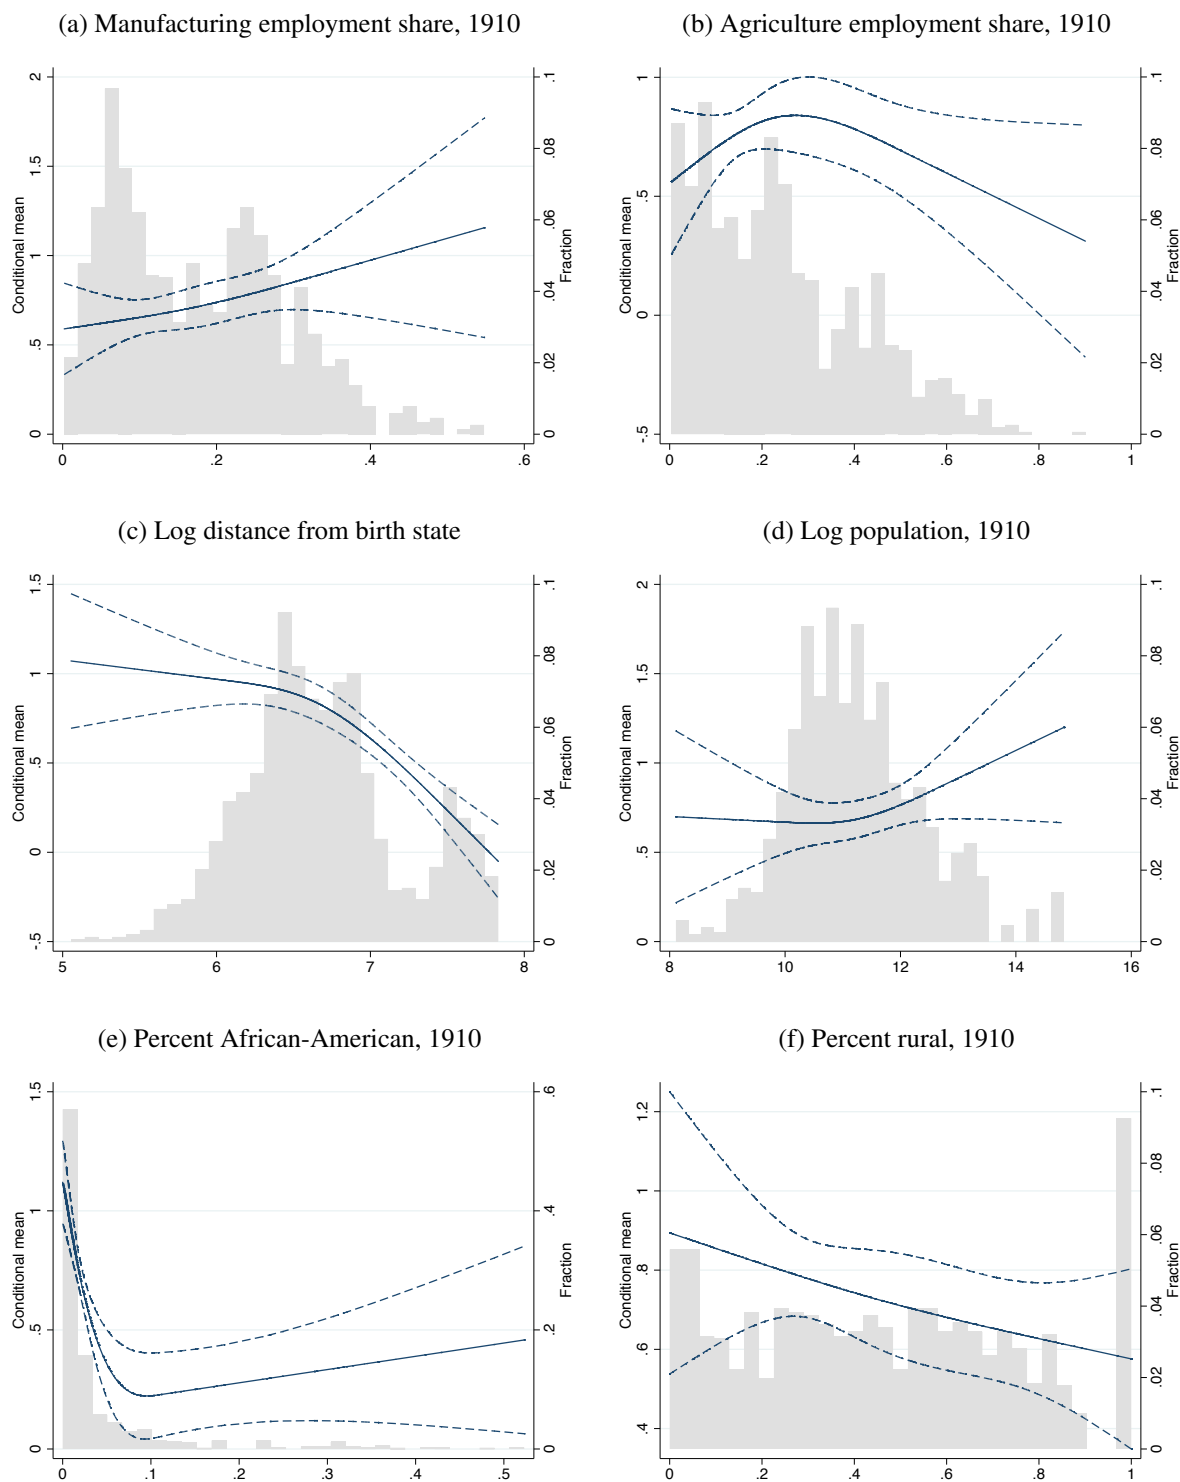 (a) Manufacturing employment share, 1910
(b) Agriculture employment share, 1910
Conditional mean
0 .5 1 1.5 2
0 .02 .04 .06 .08 .1
Fraction
0 .2 .4 .6
Conditional mean
-.5 0 .5 1
0 .02 .04 .06 .08 .1
Fraction
0 .2 .4 .6 .8 1
(c) Log distance from birth state
(d) Log population, 1910
Conditional mean
-.5 0 .5 1 1.5
0 .02 .04 .06 .08 .1
Fraction
5 6 7 8
Conditional mean
0 .5 1 1.5 2
0 .02 .04 .06 .08 .1
Fraction
8 10 12 14 16
(e) Percent African-American, 1910
(f) Percent rural, 1910
Conditional mean
0 .5 1 1.5
0 .2 .4 .6
Fraction
0 .1 .2 .3 .4 .5
Conditional mean
.4 .6 .8 1 1.2
0 .02 .04 .06 .08 .1
Fraction
0 .2 .4 .6 .8 1